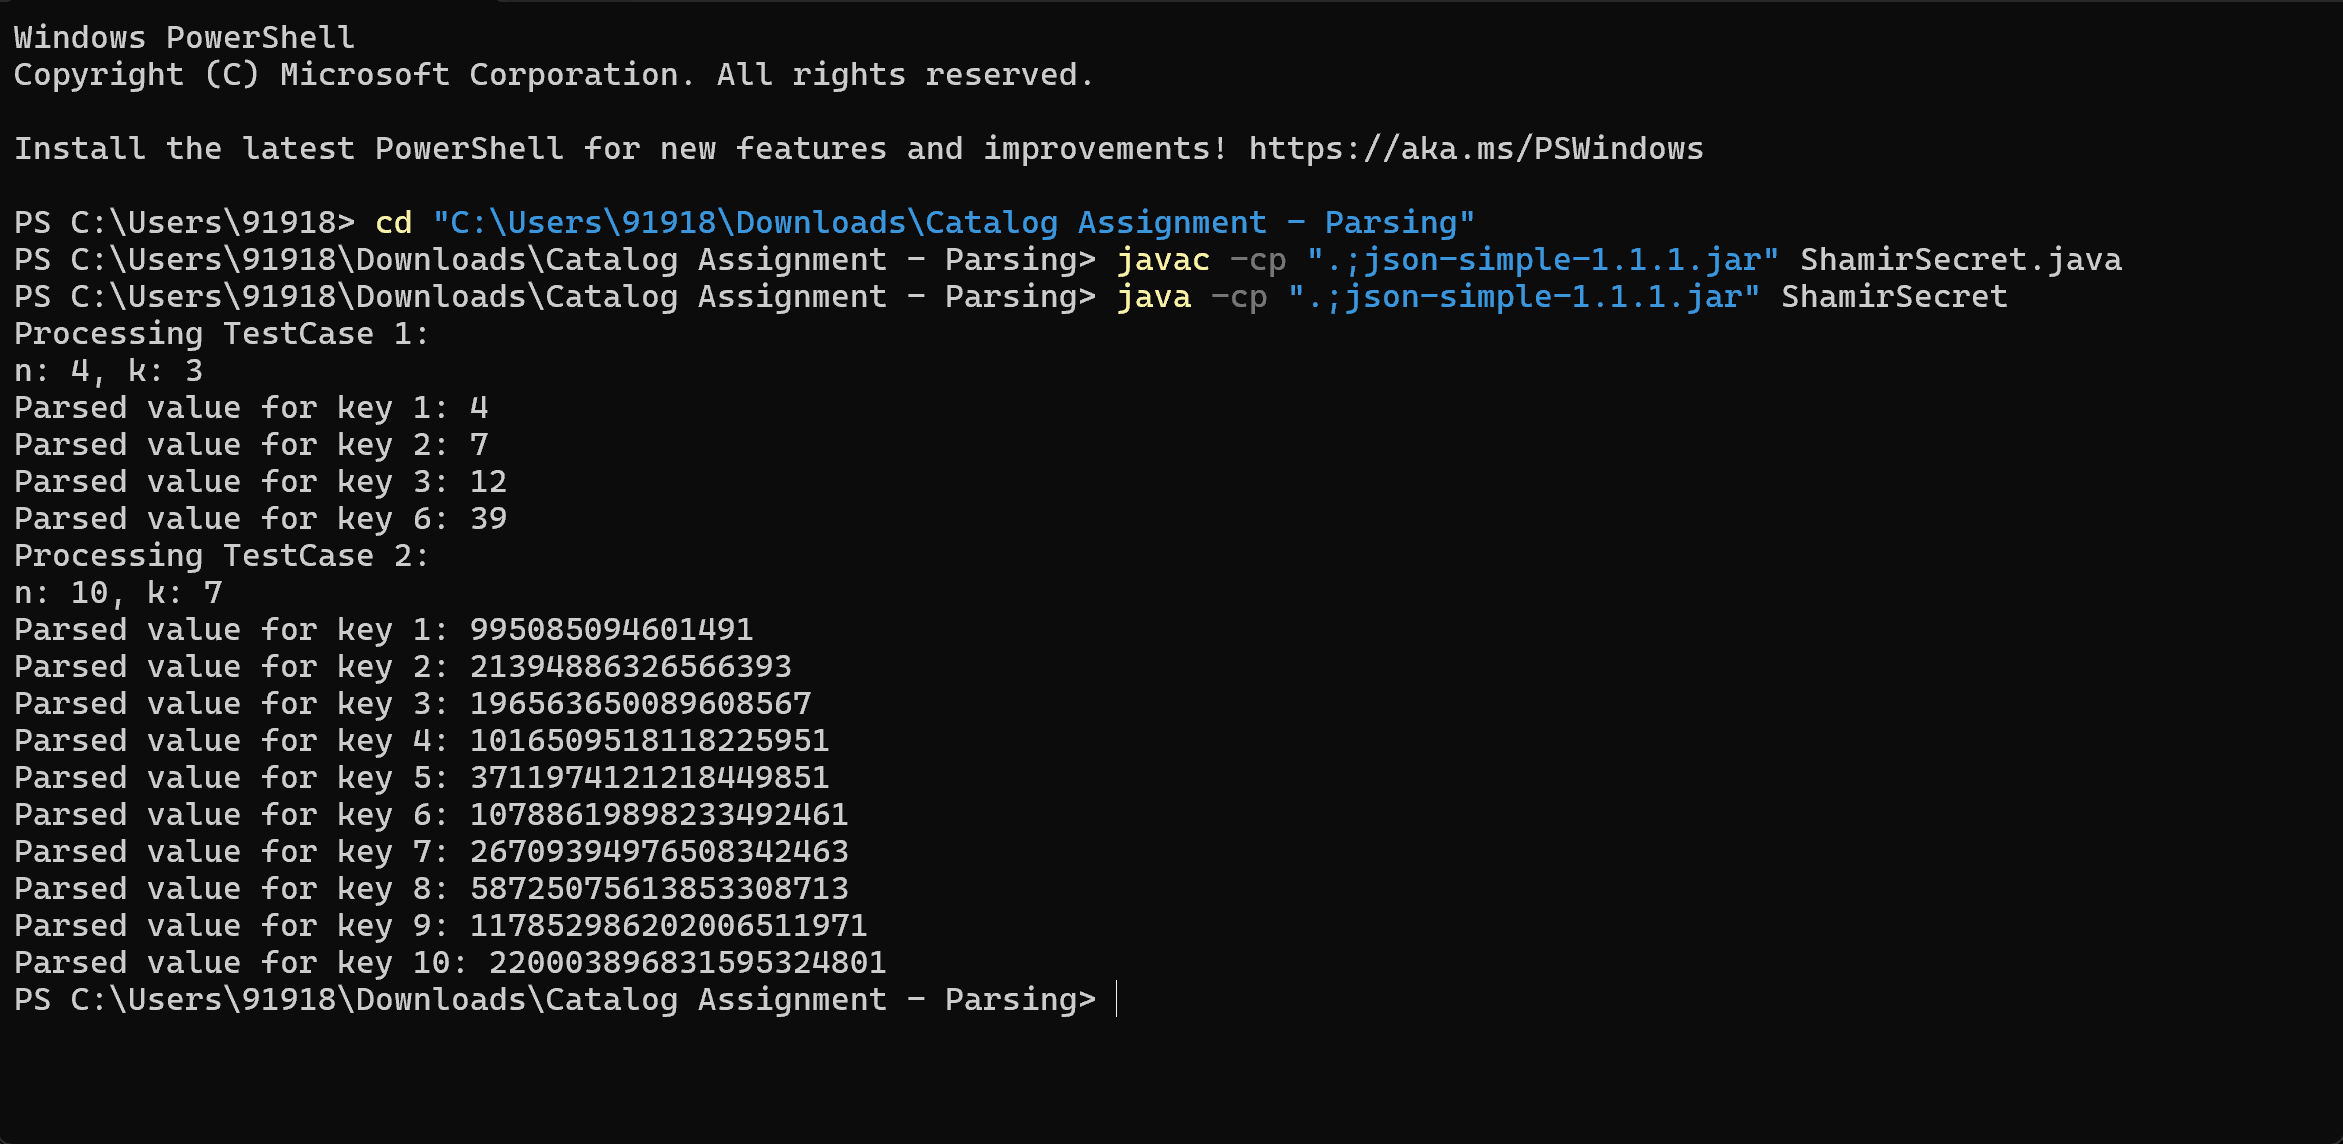 Windows PowerShell
Copyright (C) Microsoft Corporation. All rights reserved.
Install the latest PowerShell for new features and improvements! https://aka.ms/PSWindows
PS C:\Users\91918> cd "C:\Users\91918\Downloads\Catalog Assignment - Parsing"
PS C:\Users\91918\Downloads\Catalog Assignment - Parsing> javac -cp ".;json-simple-1.1.1.jar" ShamirSecret.java
PS C:\Users\91918\Downloads\Catalog Assignment - Parsing> java -cp ".;json-simple-1.1.1.jar" ShamirSecret
Processing TestCase 1:
n: 4, k: 3
Parsed value for key 1: 4
Parsed value for key 2: 7
Parsed value for key 3: 12
Parsed value for key 6: 39
Processing TestCase 2:
n: 10, k: 7
Parsed value for key 1: 995085094601491
Parsed value for key 2: 21394886326566393
Parsed value for key 3: 196563650089608567
Parsed value for key 4: 1016509518118225951
Parsed value for key 5: 3711974121218449851
Parsed value for key 6: 10788619898233492461
Parsed value for key 7: 26709394976508342463
Parsed value for key 8: 58725075613853308713
Parsed value for key 9: 117852986202006511971
Parsed value for key 10: 220003896831595324801
PS C:\Users\91918\Downloads\Catalog Assignment - Parsing>